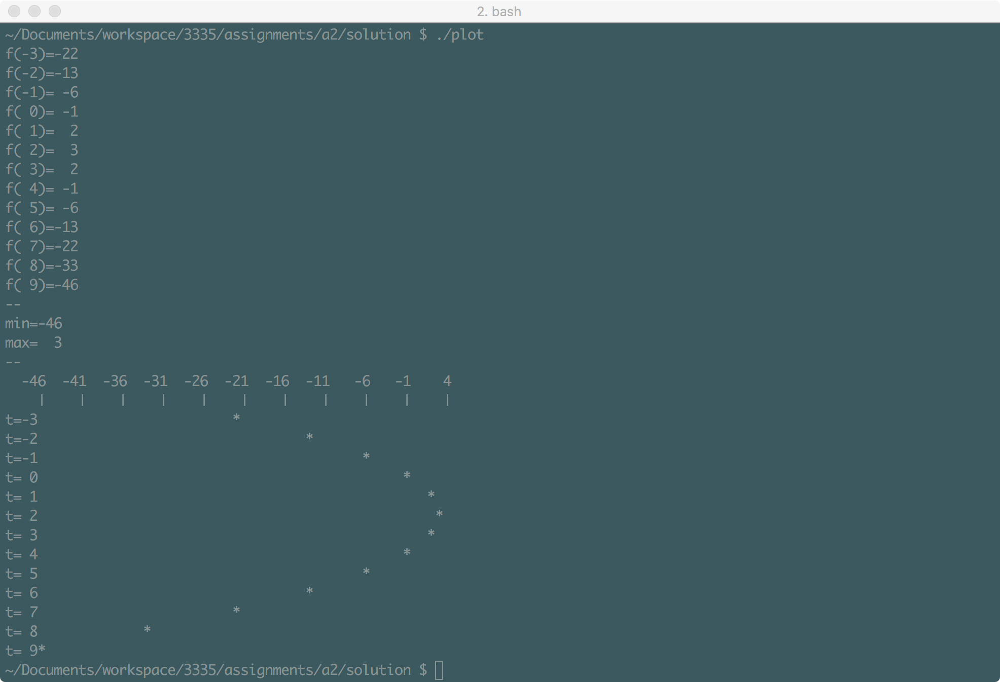 2. bash
~/Documents/workspace/3335/assignments/a2/solution $ ./plot
f(-3)=-22
f(-2)=-13
f(-1)= -6
f( 0)= -1
f( 1)=  2
f( 2)=  3
f( 3)=  2
f( 4)= -1
f( 5)= -6
f( 6)=-13
f( 7)=-22
f( 8)=-33
f( 9)=-46
--
min=-46
max=  3
--
  -46  -41  -36  -31  -26  -21  -16  -11   -6   -1    4
    |    |    |    |    |    |    |    |    |    |    |
t=-3                        *
t=-2                                 *
t=-1                                        *
t= 0                                             *
t= 1                                                *
t= 2                                                 *
t= 3                                                *
t= 4                                             *
t= 5                                        *
t= 6                                 *
t= 7                        *
t= 8             *
t= 9*
~/Documents/workspace/3335/assignments/a2/solution $